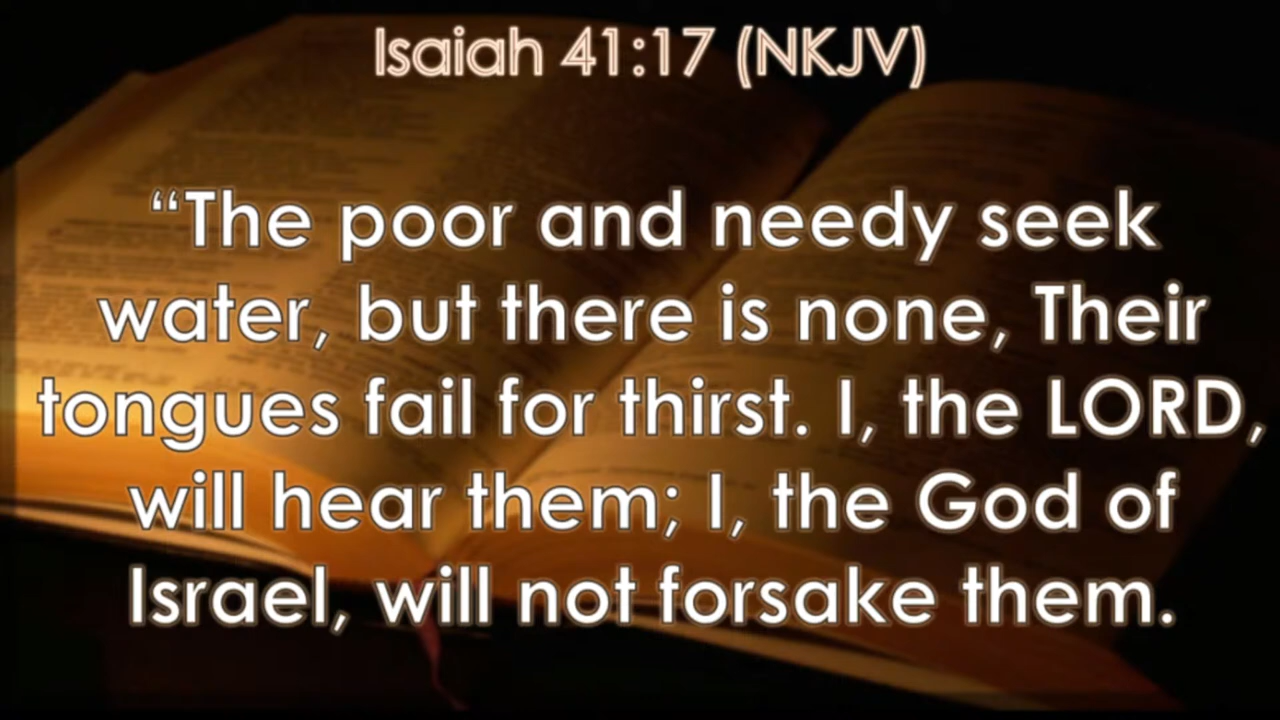 Isaiah 41:17 (NKJV)
“The poor and needy seek
water, but there is none, Their
tongues fail for thirst. I, the LORD,
will hear them; I, the God of
Israel, will not forsake them.